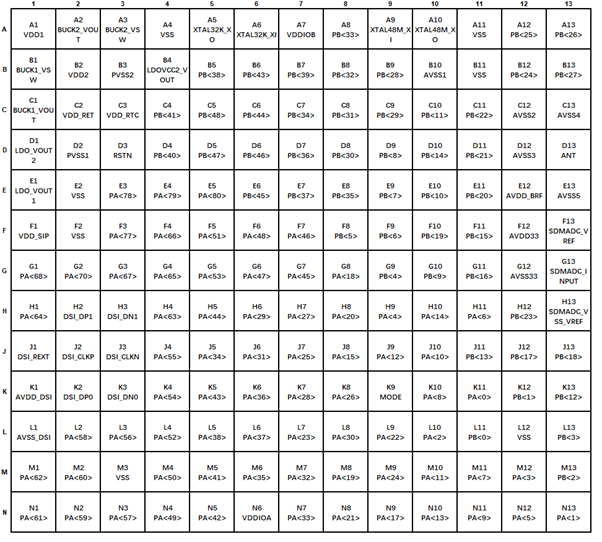 1 2 3 4 5 6 7 8 9 10 11 12 13
A A1 A2 A3 A4 A5 A6 A7 A8 A9 A10 A11 A12 A13
VDD1 BUCK2_VOUT BUCK2_VSW VSS XTAL32K_XO XTAL32K_XI VDDIOB PB<33> XTAL48M_XI XTAL48M_XO VSS PB<25> PB<26>
B B1 B2 B3 B4 B5 B6 B7 B8 B9 B10 B11 B12 B13
BUCK1_VSW VDD2 PVSS2 LDOVCC2_VOUT PB<38> PB<43> PB<39> PB<32> PB<28> AVSS1 VSS PB<24> PB<27>
C C1 C2 C3 C4 C5 C6 C7 C8 C9 C10 C11 C12 C13
BUCK1_VOUT VDD_RET VDD_RTC PB<41> PB<48> PB<44> PB<34> PB<31> PB<29> PB<11> PB<22> AVSS2 AVSS4
D D1 D2 D3 D4 D5 D6 D7 D8 D9 D10 D11 D12 D13
LDO_VOUT2 PVSS1 RSTN PB<40> PB<47> PB<46> PB<36> PB<30> PB<8> PB<14> PB<21> AVSS3 ANT
E E1 E2 E3 E4 E5 E6 E7 E8 E9 E10 E11 E12 E13
LDO_VOUT1 VSS PA<78> PA<79> PA<80> PB<45> PB<37> PB<35> PB<7> PB<10> PB<20> AVDD_BRF AVSS5
F F1 F2 F3 F4 F5 F6 F7 F8 F9 F10 F11 F12 F13
VDD_SIP VSS PA<77> PA<66> PA<51> PA<48> PA<46> PB<5> PB<6> PB<19> PB<15> AVDD33 SDMADC_VREF
G G1 G2 G3 G4 G5 G6 G7 G8 G9 G10 G11 G12 G13
PA<68> PA<70> PA<67> PA<65> PA<53> PA<47> PA<45> PA<18> PB<4> PB<9> PB<16> AVSS33 SDMADC_INPUT
H H1 H2 H3 H4 H5 H6 H7 H8 H9 H10 H11 H12 H13
PA<64> DSI_DP1 DSI_DN1 PA<63> PA<44> PA<29> PA<27> PA<20> PA<4> PA<14> PA<6> PB<23> SDMADC_VSS_VREF
J J1 J2 J3 J4 J5 J6 J7 J8 J9 J10 J11 J12 J13
DSI_REXT DSI_CLKP DSI_CLKN PA<55> PA<34> PA<31> PA<25> PA<15> PA<12> PA<10> PB<13> PB<17> PB<18>
K K1 K2 K3 K4 K5 K6 K7 K8 K9 K10 K11 K12 K13
AVDD_DSI DSI_DP0 DSI_DN0 PA<54> PA<43> PA<36> PA<28> PA<26> MODE PA<8> PA<0> PB<1> PB<12>
L L1 L2 L3 L4 L5 L6 L7 L8 L9 L10 L11 L12 L13
AVSS_DSI PA<58> PA<56> PA<52> PA<38> PA<37> PA<23> PA<30> PA<22> PA<2> PB<0> VSS PB<3>
M M1 M2 M3 M4 M5 M6 M7 M8 M9 M10 M11 M12 M13
PA<62> PA<60> VSS PA<50> PA<41> PA<35> PA<32> PA<19> PA<24> PA<11> PA<7> PA<3> PB<2>
N N1 N2 N3 N4 N5 N6 N7 N8 N9 N10 N11 N12 N13
PA<61> PA<59> PA<57> PA<49> PA<42> VDDIOA PA<33> PA<21> PA<17> PA<13> PA<9> PA<5> PA<1>